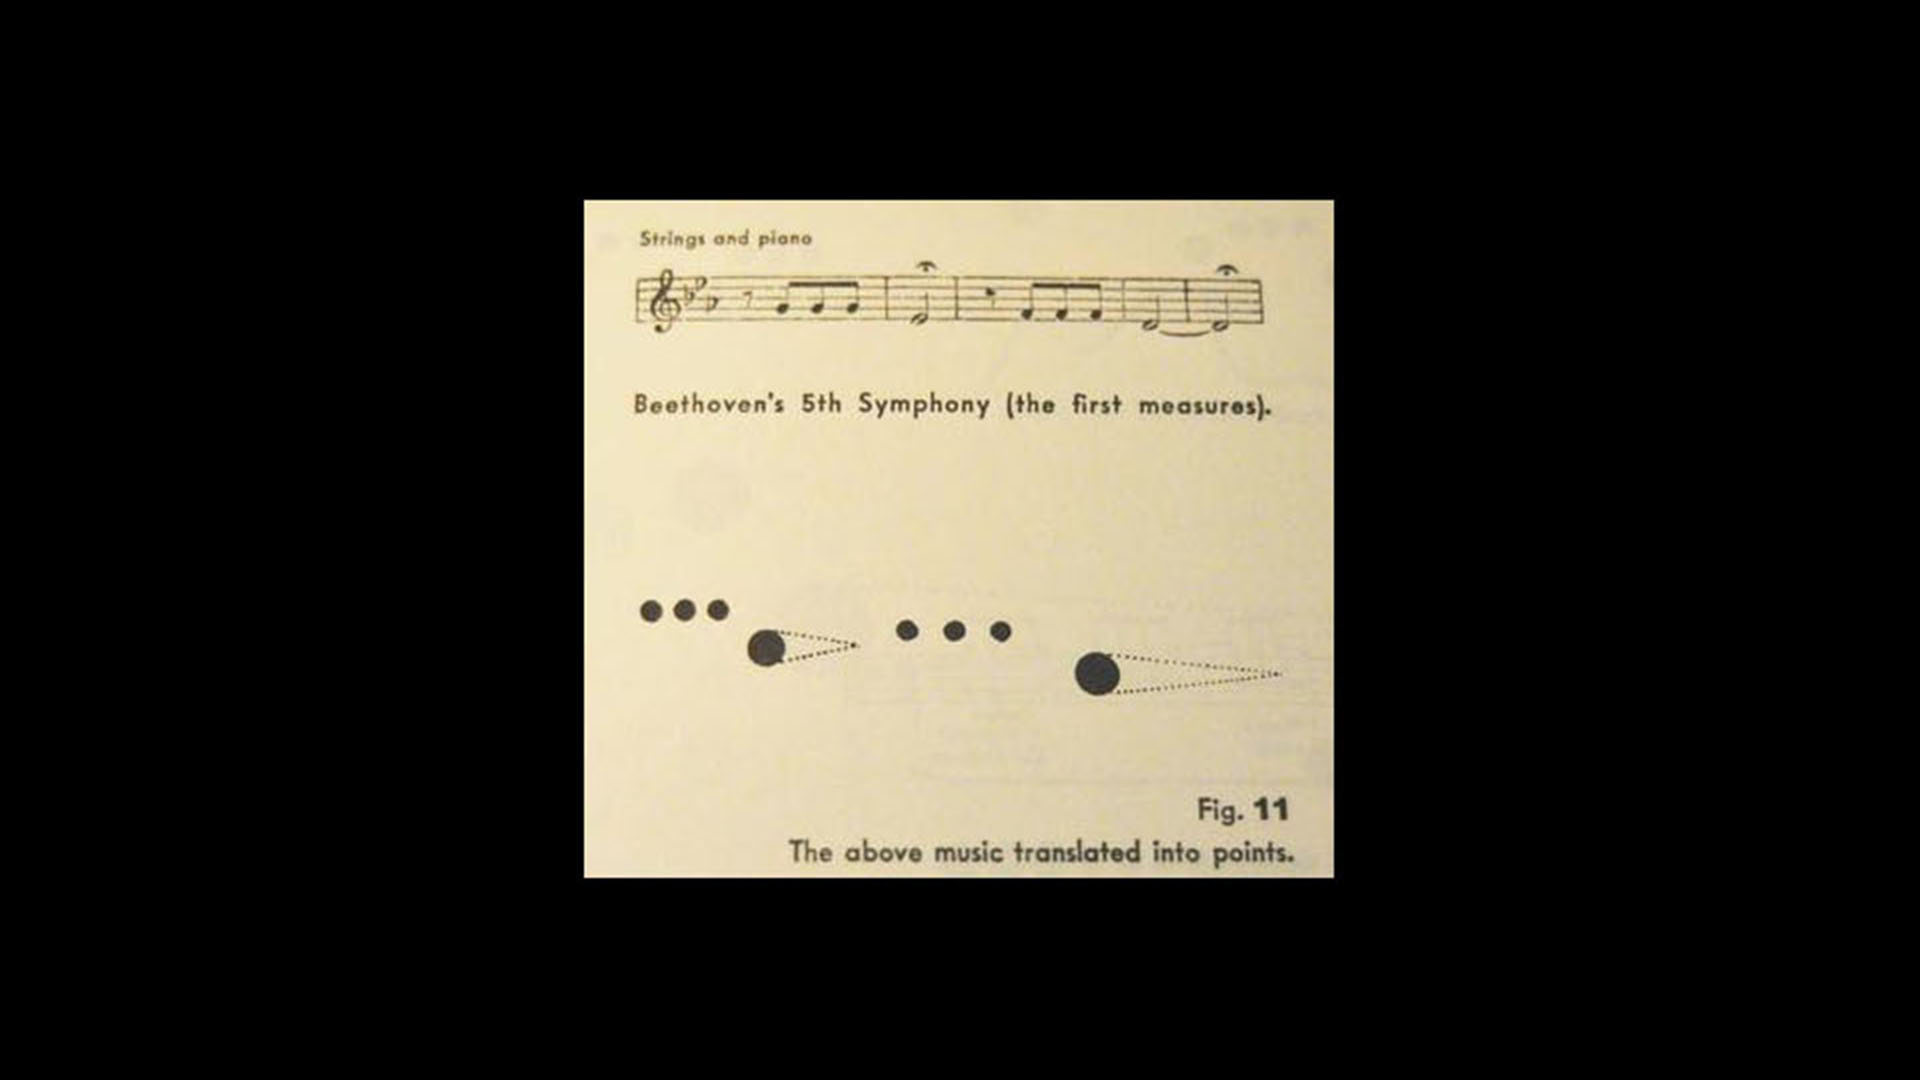 Strings and piano
Beethoven's 5th Symphony (the first measures).
Fig. 11
The above music translated into points.